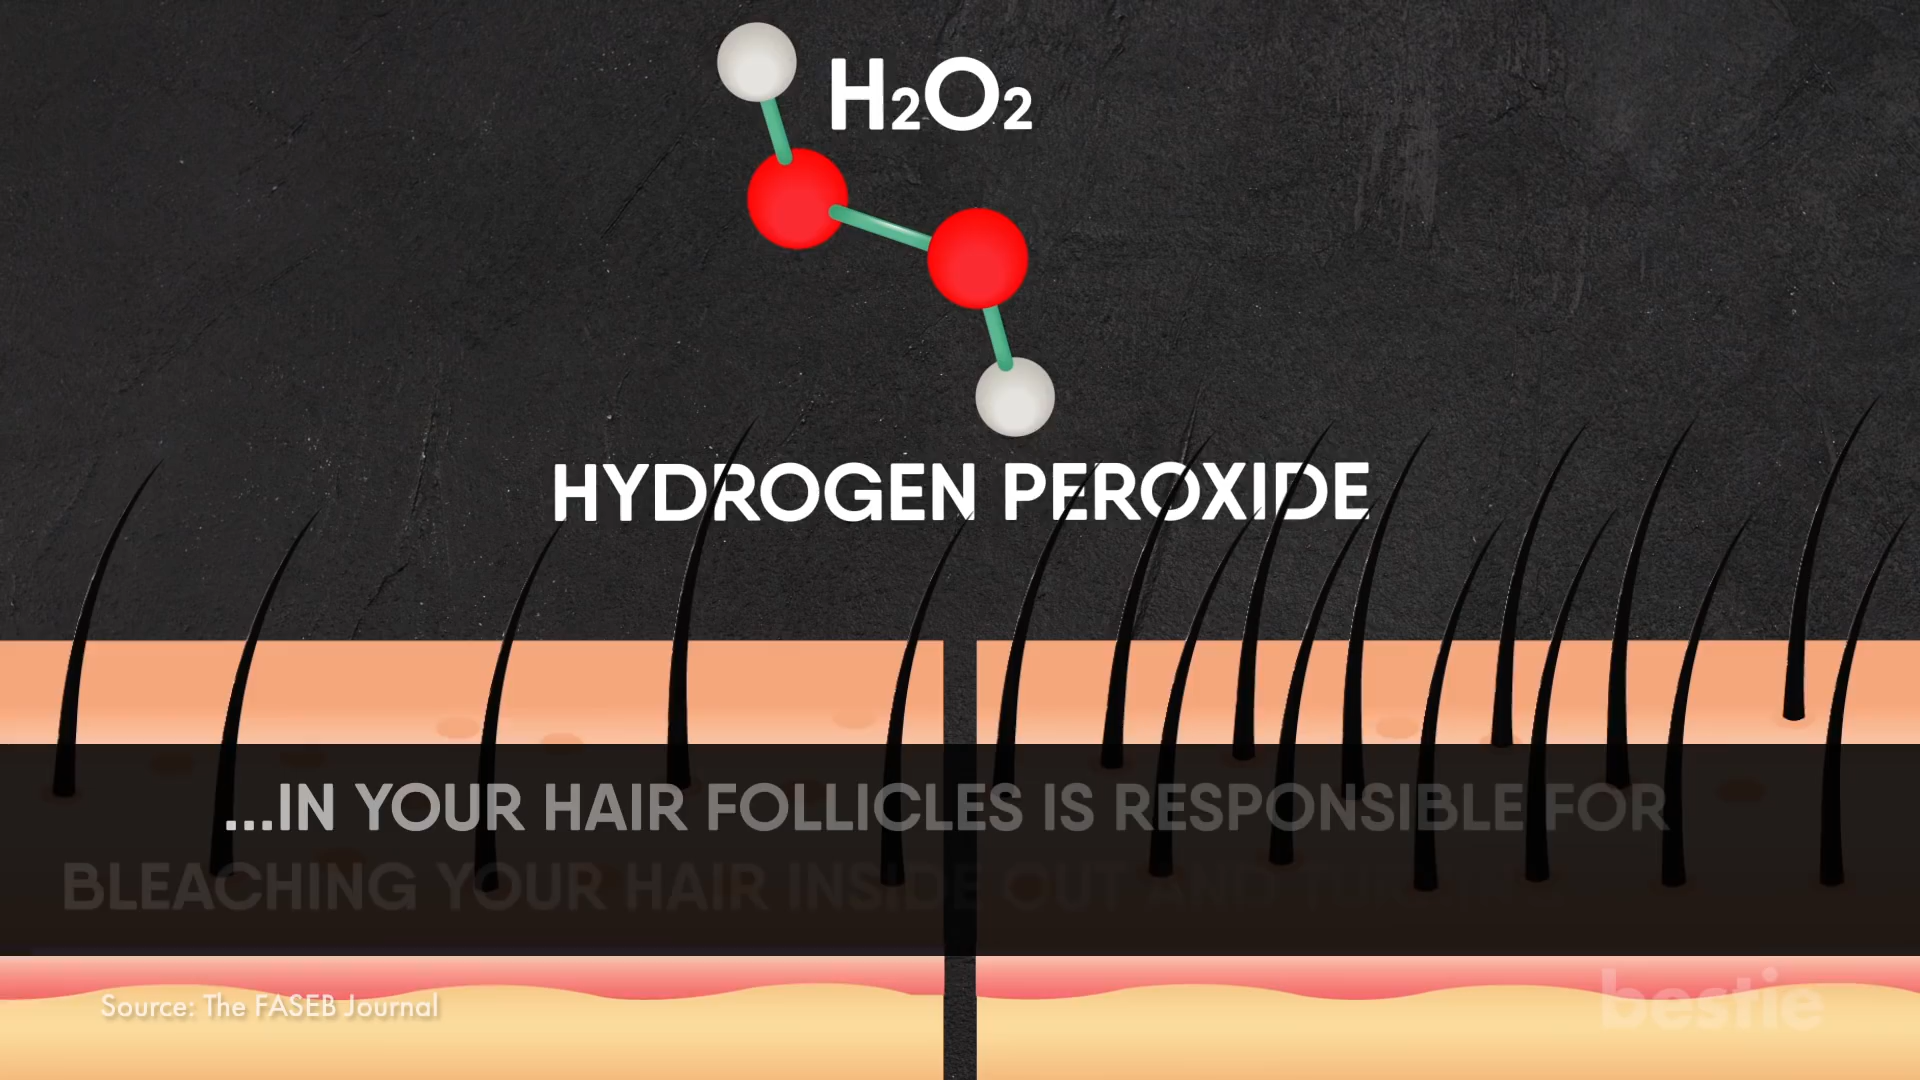 H₂O₂
HYDROGEN PEROXIDE
...IN YOUR HAIR FOLLICLES IS RESPONSIBLE FOR
BLEACHING YOUR HAIR INSIDE OUT AND
Source: The FASEB Journal
bestie